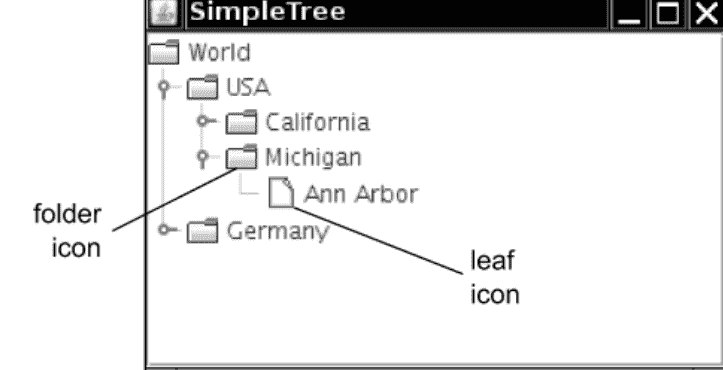 SimpleTree
World
USA
California
Michigan
Ann Arbor
Germany
folder
icon
leaf
icon